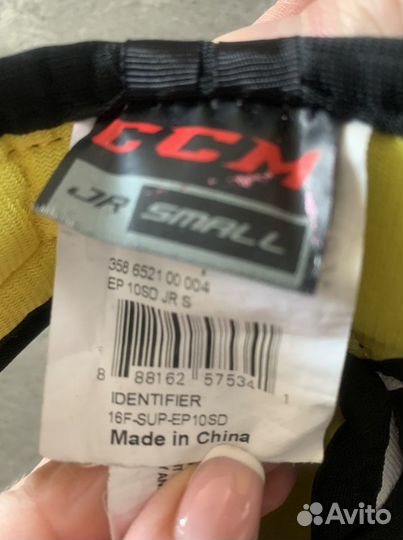 CCM
JR SMALL
358 6521 00 004
EP 10SD JR S
8 88162 57534 1
IDENTIFIER
16F-SUP-EP10SD
Made in China
Avito